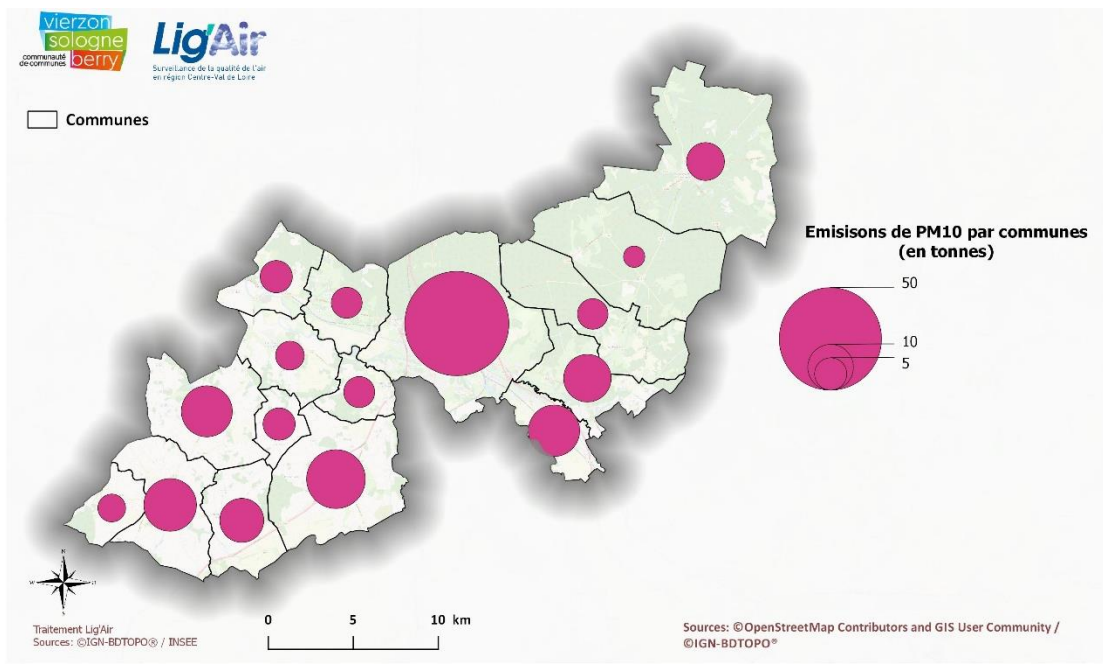 vierzon
sologne
communauté
de communes
berry
Lig'Air
Surveillance de la qualité de l'air
en région Centre-Val de Loire
Communes
Emisisons de PM10 par communes
(en tonnes)
50
10
5
N
W
E
S
0 5 10 km
Traitement Lig'Air
Sources: ©IGN-BDTOPO® / INSEE
Sources: ©OpenStreetMap Contributors and GIS User Community /
©IGN-BDTOPO®